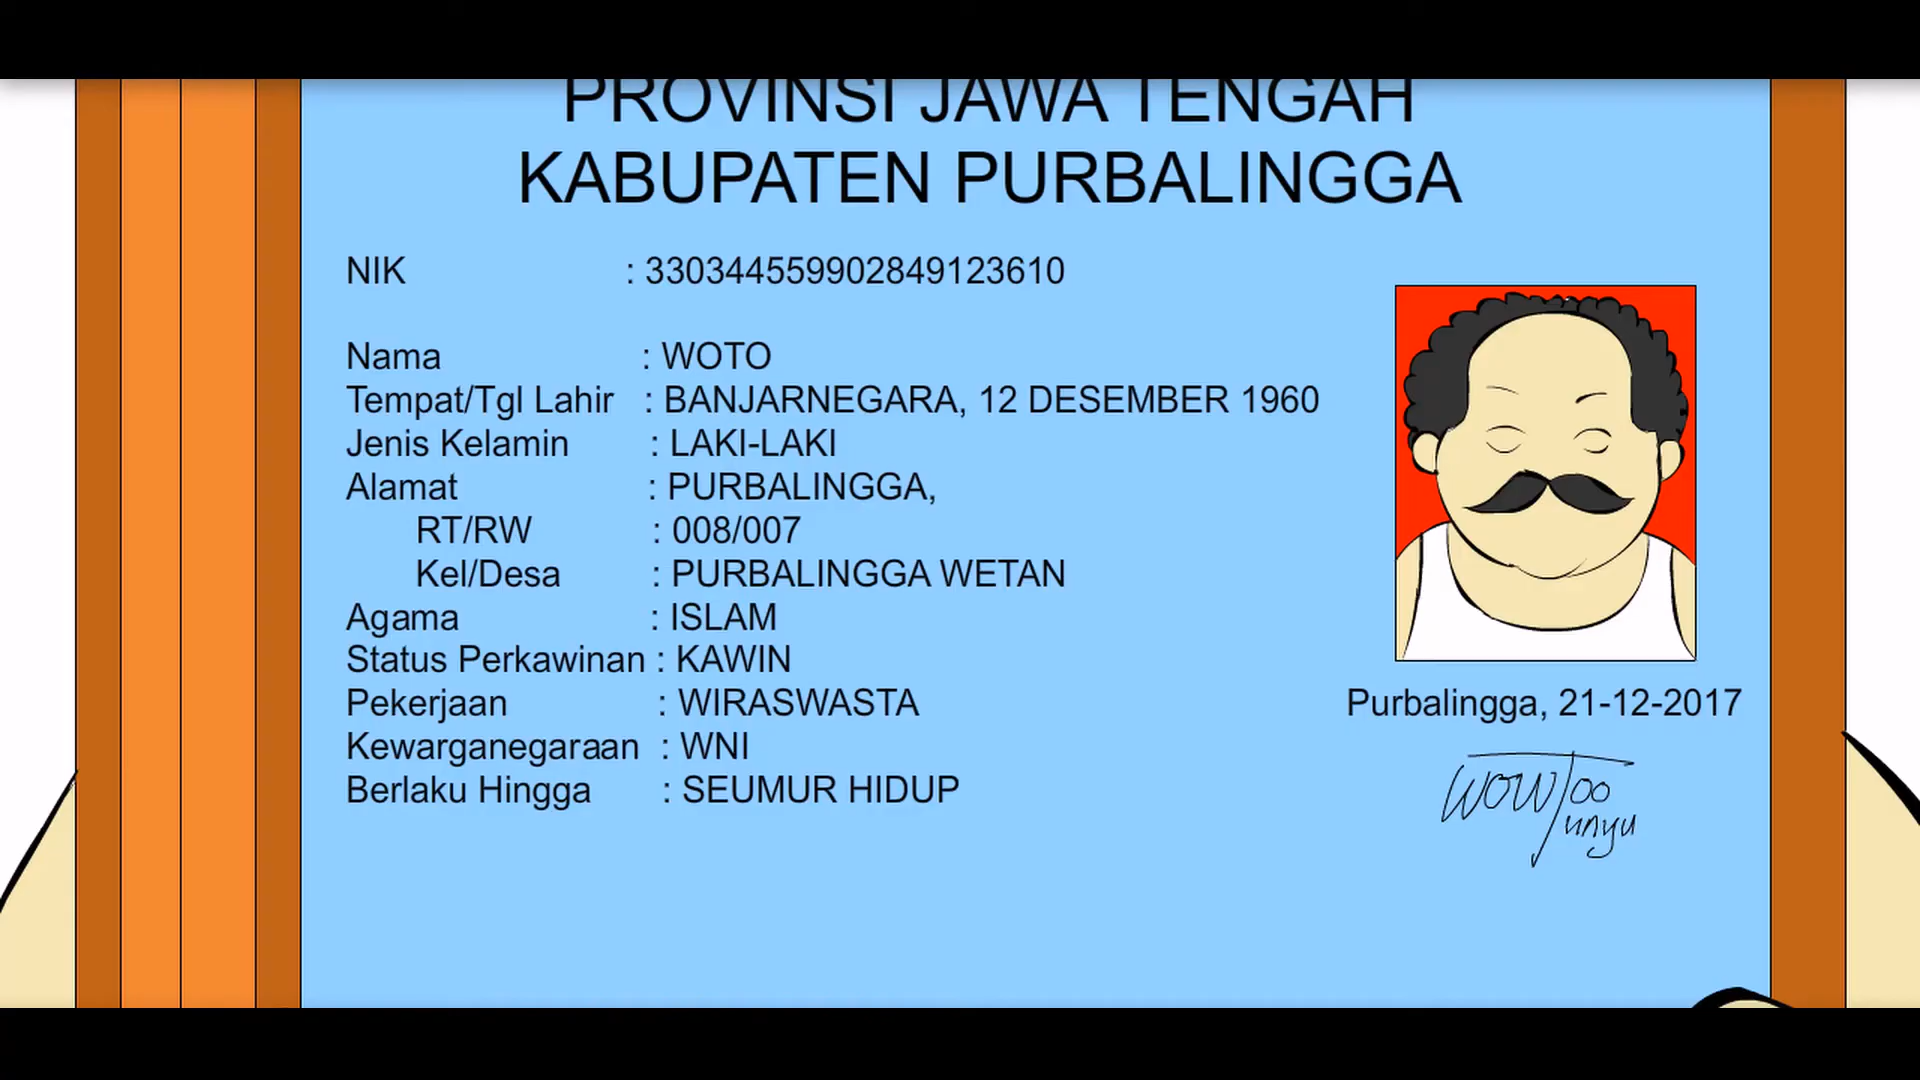 PROVINSI JAWA TENGAH
KABUPATEN PURBALINGGA
NIK : 330344559902849123610
Nama : WOTO
Tempat/Tgl Lahir : BANJARNEGARA, 12 DESEMBER 1960
Jenis Kelamin : LAKI-LAKI
Alamat : PURBALINGGA,
RT/RW : 008/007
Kel/Desa : PURBALINGGA WETAN
Agama : ISLAM
Status Perkawinan : KAWIN
Pekerjaan : WIRASWASTA
Kewarganegaraan : WNI
Berlaku Hingga : SEUMUR HIDUP
Purbalingga, 21-12-2017
WOWToo
unyu